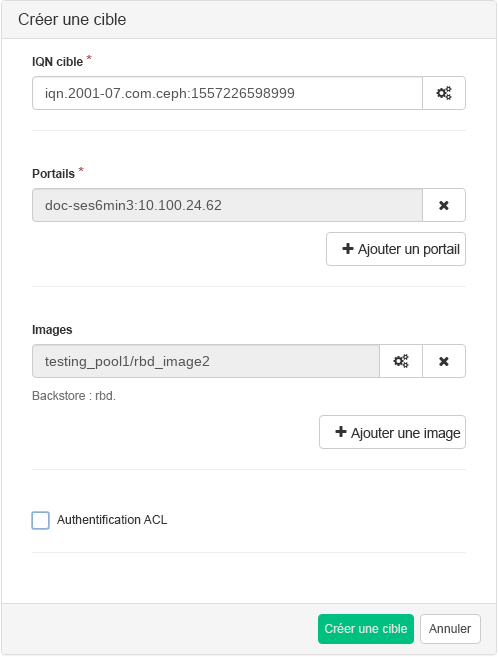 Créer une cible
IQN cible *
iqn.2001-07.com.ceph:1557226598999
Portails *
doc-ses6min3:10.100.24.62
Ajouter un portail
Images
testing_pool1/rbd_image2
Backstore : rbd.
Ajouter une image
Authentification ACL
Créer une cible Annuler